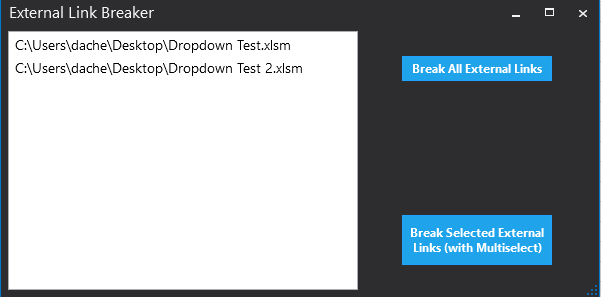 External Link Breaker
C:\Users\dache\Desktop\Dropdown Test.xlsm
C:\Users\dache\Desktop\Dropdown Test 2.xlsm
Break All External Links
Break Selected External
Links (with Multiselect)